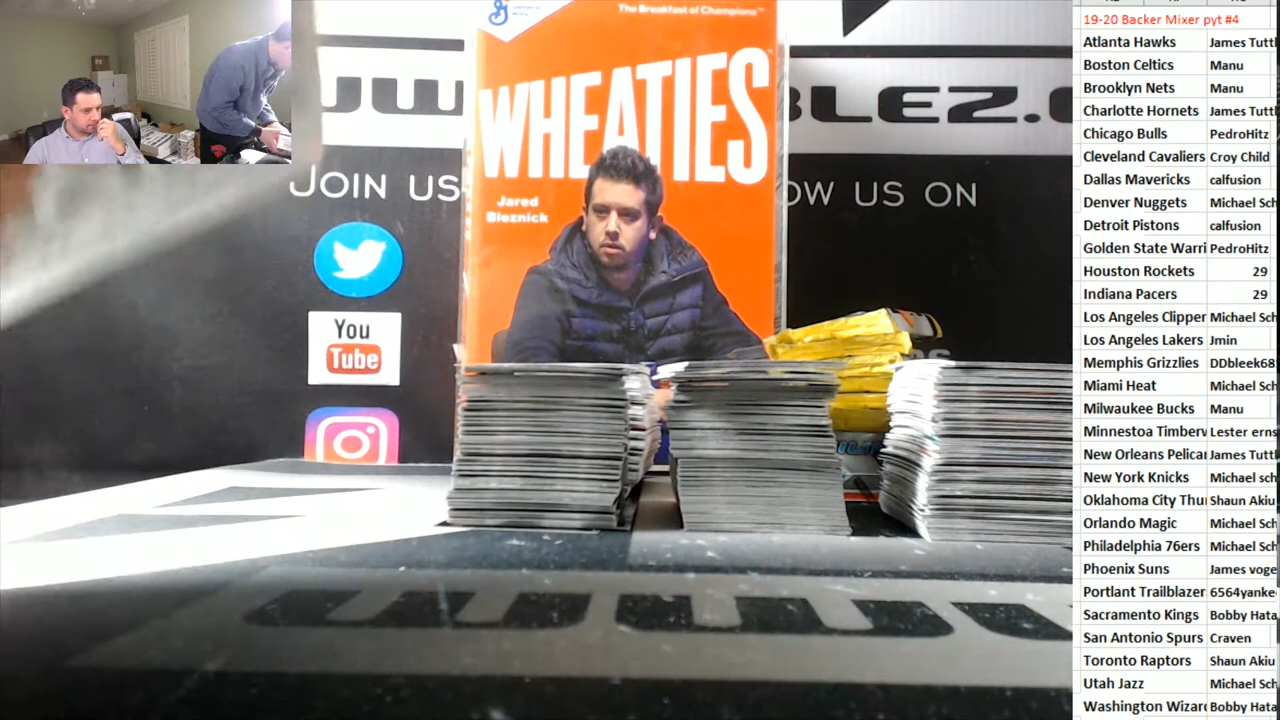 The Breakfast of Champions™
WHEATIES
Jared
Bleznick
BLEZ.
JOIN US
OW US ON
You
Tube
19-20 Backer Mixer pyt #4
Atlanta Hawks James Tuttl
Boston Celtics Manu
Brooklyn Nets Manu
Charlotte Hornets James Tuttl
Chicago Bulls PedroHitz
Cleveland Cavaliers Croy Child
Dallas Mavericks calfusion
Denver Nuggets Michael Sch
Detroit Pistons calfusion
Golden State Warri PedroHitz
Houston Rockets 29
Indiana Pacers 29
Los Angeles Clipper Michael Sch
Los Angeles Lakers Jmin
Memphis Grizzlies DDbleek68
Miami Heat Michael Sch
Milwaukee Bucks Manu
Minnestoa Timberv Lester erns
New Orleans Pelica James Tuttl
New York Knicks Michael sch
Oklahoma City Thu Shaun Akiu
Orlando Magic Michael Sch
Philadelphia 76ers Michael Sch
Phoenix Suns James voge
Portlant Trailblazer 6564yanke
Sacramento Kings Bobby Hata
San Antonio Spurs Craven
Toronto Raptors Shaun Akiu
Utah Jazz Michael Sch
Washington Wizar Bobby Hata